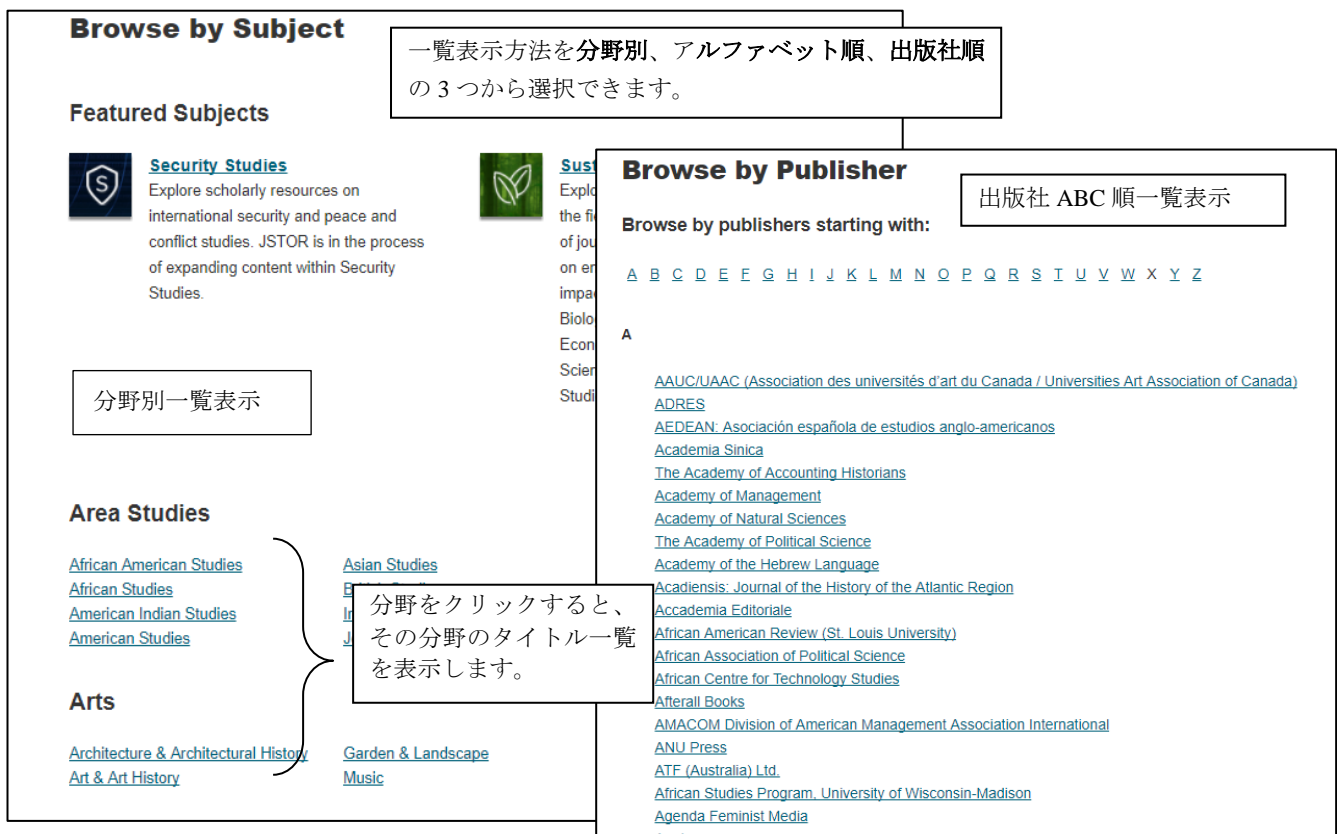 Browse by Subject
一覧表示方法を分野別、アルファベット順、出版社順
の 3 つから選択できます。
Featured Subjects
Security Studies
Explore scholarly resources on
international security and peace and
conflict studies. JSTOR is in the process
of expanding content within Security
Studies.
分野別一覧表示
Area Studies
African American Studies
African Studies
American Indian Studies
American Studies
Asian Studies
分野をクリックすると、
その分野のタイトル一覧
を表示します。
Arts
Architecture & Architectural History
Art & Art History
Garden & Landscape
Music
Browse by Publisher
出版社 ABC 順一覧表示
Browse by publishers starting with:
A B C D E F G H I J K L M N O P Q R S T U V W X Y Z
A
AAUC/UAAC (Association des universités d'art du Canada / Universities Art Association of Canada)
ADRES
AEDEAN: Asociación española de estudios anglo-americanos
Academia Sinica
The Academy of Accounting Historians
Academy of Management
Academy of Natural Sciences
The Academy of Political Science
Academy of the Hebrew Language
Acadiensis: Journal of the History of the Atlantic Region
Accademia Editoriale
African American Review (St. Louis University)
African Association of Political Science
African Centre for Technology Studies
Afterall Books
AMACOM Division of American Management Association International
ANU Press
ATF (Australia) Ltd.
African Studies Program, University of Wisconsin-Madison
Agenda Feminist Media